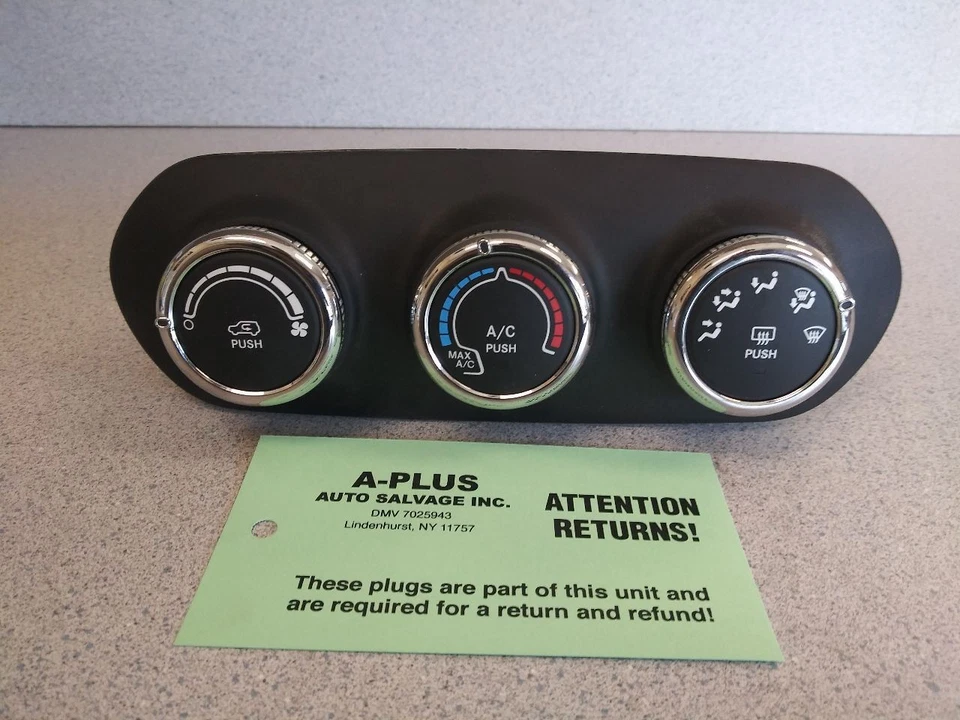 PUSH
A/C
PUSH
MAX
A/C
PUSH
A-PLUS
AUTO SALVAGE INC.
DMV 7025943
Lindenhurst, NY 11757
ATTENTION
RETURNS!
These plugs are part of this unit and
are required for a return and refund!